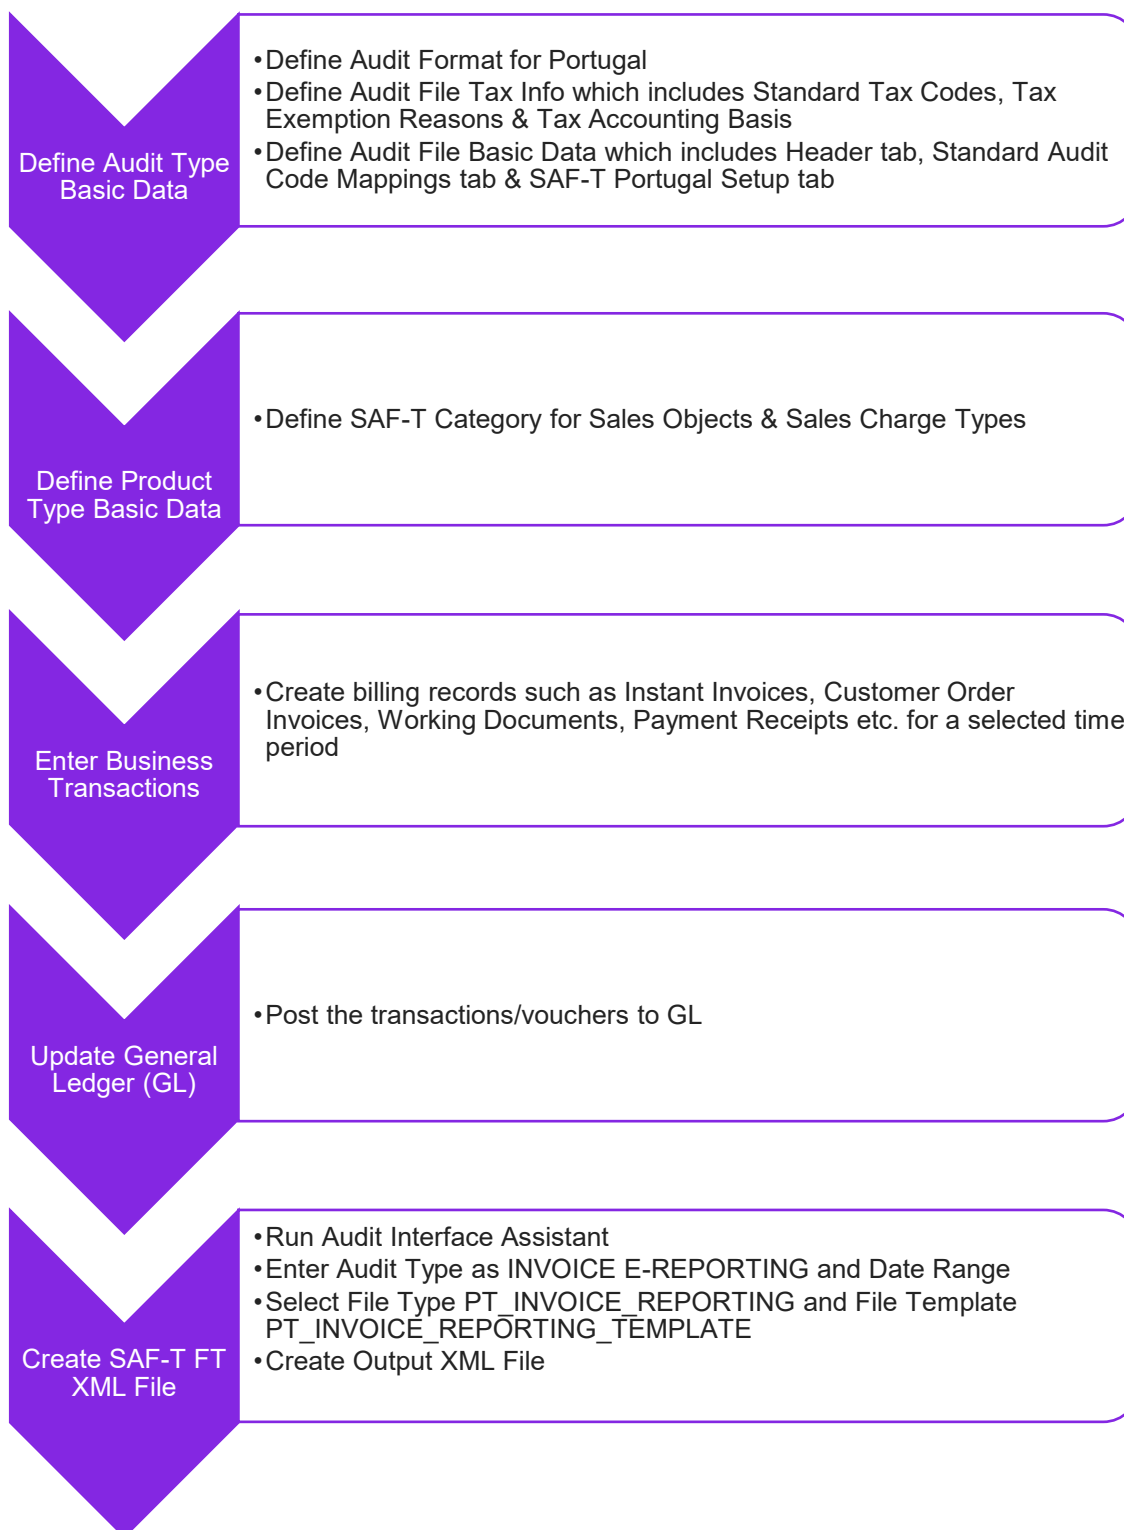 Define Audit Type
Basic Data
•Define Audit Format for Portugal
•Define Audit File Tax Info which includes Standard Tax Codes, Tax
Exemption Reasons & Tax Accounting Basis
•Define Audit File Basic Data which includes Header tab, Standard Audit
Code Mappings tab & SAF-T Portugal Setup tab
Define Product
Type Basic Data
•Define SAF-T Category for Sales Objects & Sales Charge Types
Enter Business
Transactions
•Create billing records such as Instant Invoices, Customer Order
Invoices, Working Documents, Payment Receipts etc. for a selected time
period
Update General
Ledger (GL)
•Post the transactions/vouchers to GL
Create SAF-T FT
XML File
•Run Audit Interface Assistant
•Enter Audit Type as INVOICE E-REPORTING and Date Range
•Select File Type PT_INVOICE_REPORTING and File Template
PT_INVOICE_REPORTING_TEMPLATE
•Create Output XML File